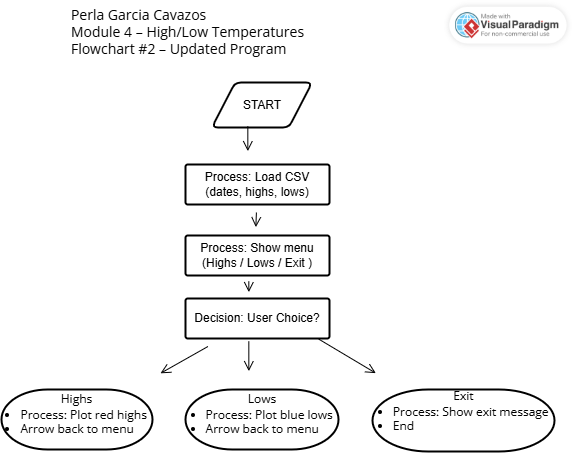 Perla Garcia Cavazos
Module 4 – High/Low Temperatures
Flowchart #2 – Updated Program
Made with
VisualParadigm
For non-commercial use
START
Process: Load CSV
(dates, highs, lows)
Process: Show menu
(Highs / Lows / Exit )
Decision: User Choice?
Highs
• Process: Plot red highs
• Arrow back to menu
Lows
• Process: Plot blue lows
• Arrow back to menu
Exit
• Process: Show exit message
• End